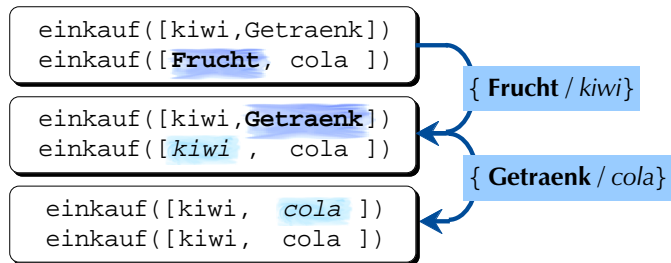 einkauf([kiwi,Getraenk])
einkauf([Frucht, cola ])
{ Frucht / kiwi}
einkauf([kiwi,Getraenk])
einkauf([kiwi , cola ])
{ Getraenk / cola}
einkauf([kiwi, cola ])
einkauf([kiwi, cola ])